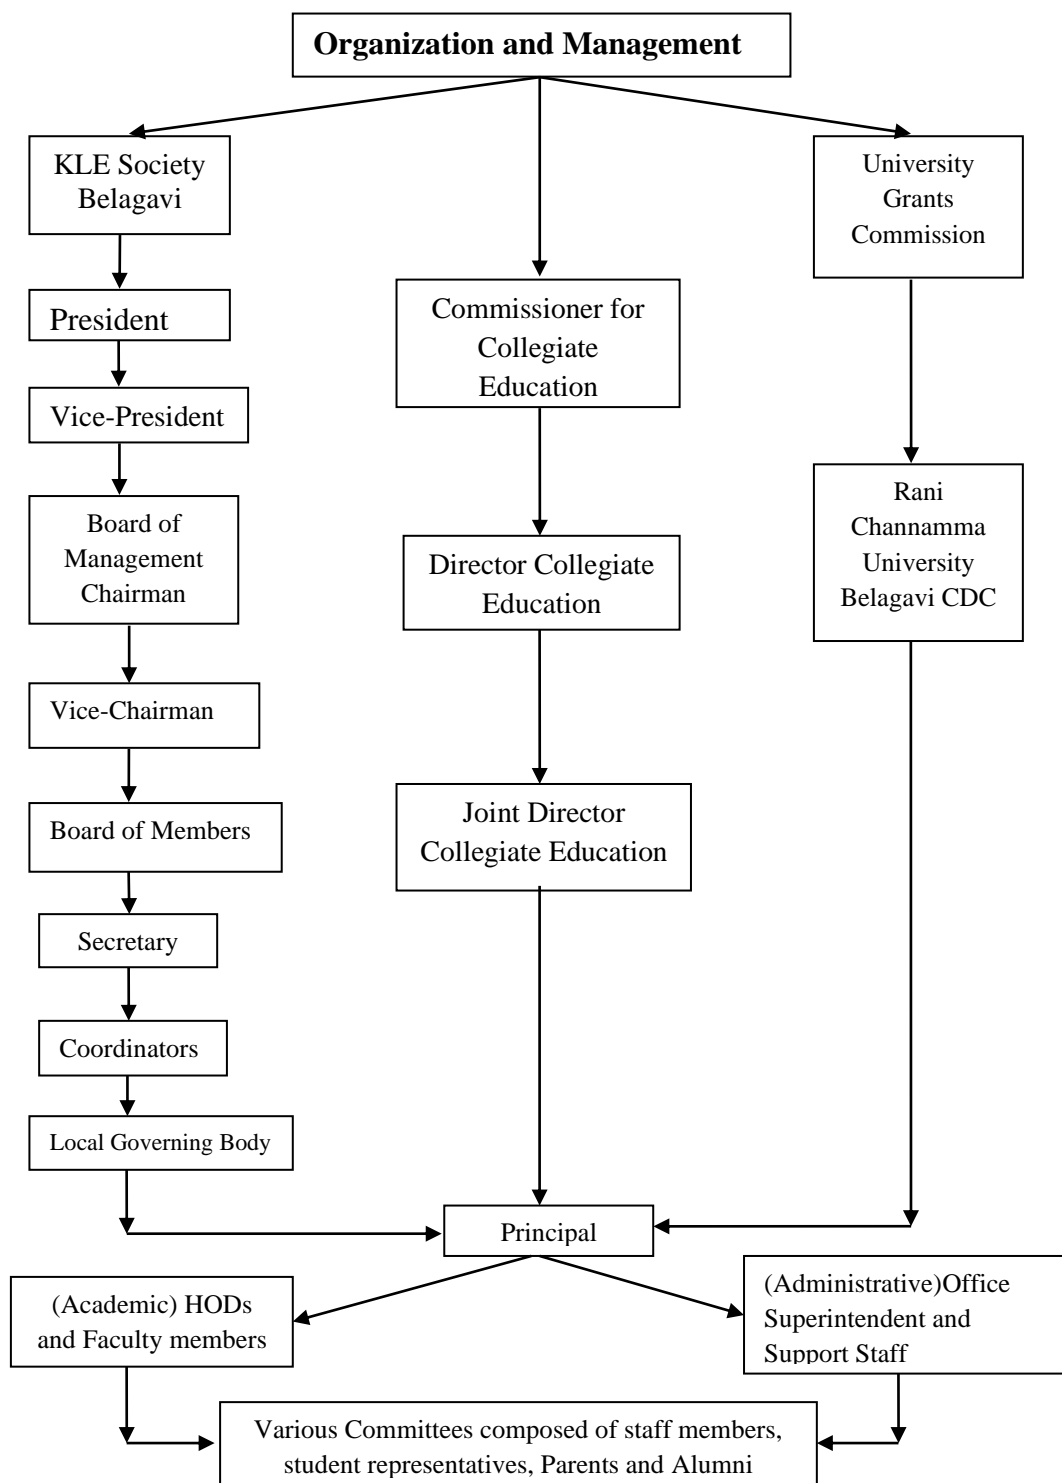 Organization and Management
KLE Society
Belagavi
University
Grants
Commission
President
Commissioner for
Collegiate
Education
Vice-President
Board of
Management
Chairman
Rani
Channamma
University
Belagavi CDC
Director Collegiate
Education
Vice-Chairman
Board of Members
Joint Director
Collegiate Education
Secretary
Coordinators
Local Governing Body
Principal
(Academic) HODs
and Faculty members
(Administrative)Office
Superintendent and
Support Staff
Various Committees composed of staff members,
student representatives, Parents and Alumni